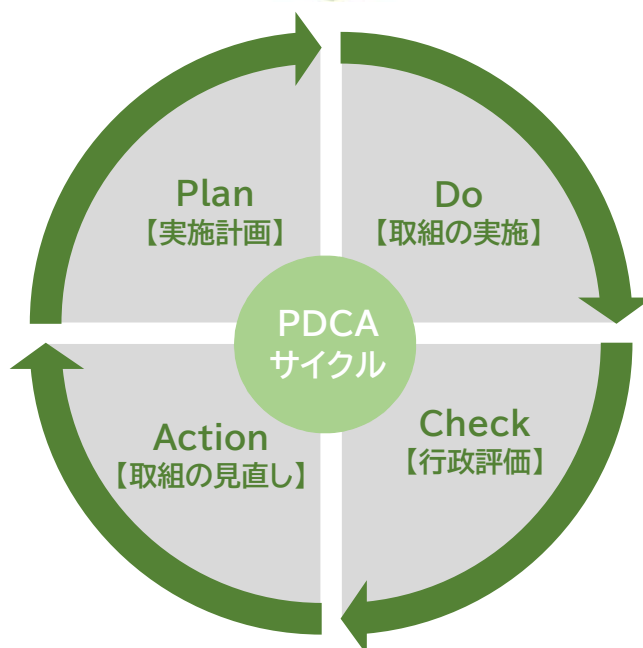 Plan
【実施計画】
Do
【取組の実施】
PDCA
サイクル
Action
【取組の見直し】
Check
【行政評価】